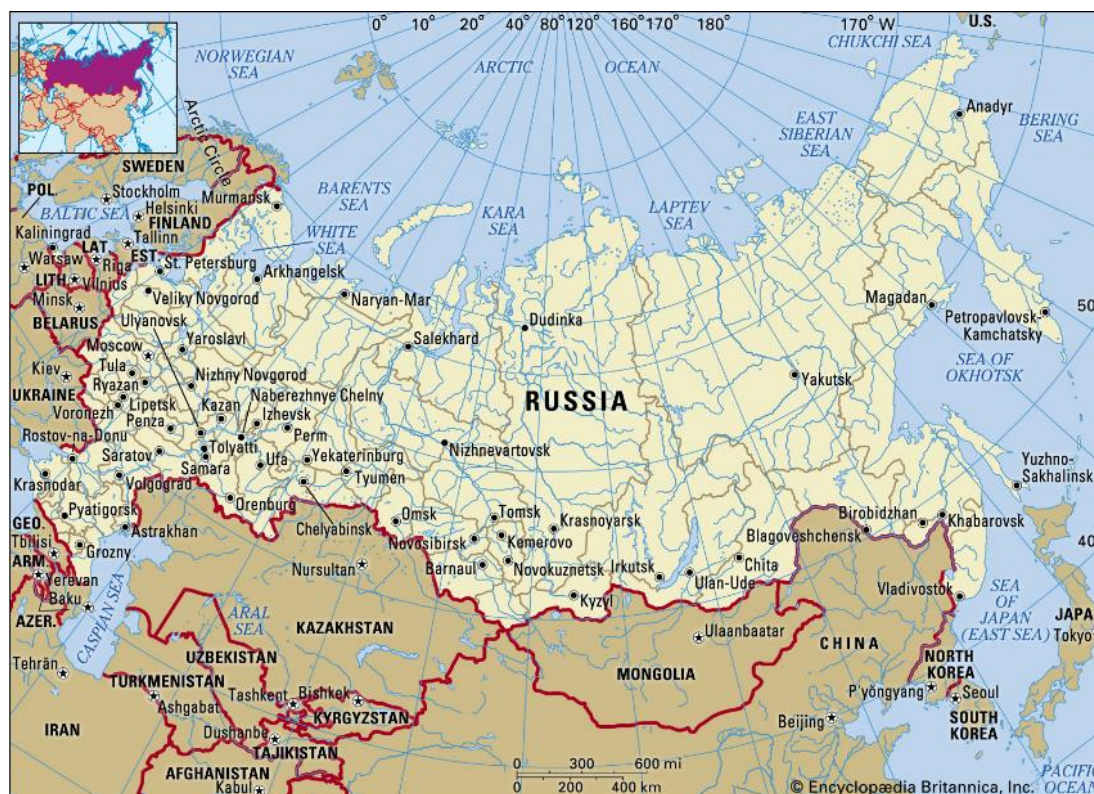 0°
10°
20°
40°
80°
120°
160°
170°
180°
170° W
U.S.
CHUKCHI SEA
NORWEGIAN
SEA
ARCTIC
OCEAN
Anadyr
BERING
SEA
EAST
SIBERIAN
SEA
Arctic Circle
SWEDEN
Stockholm
POL.
BALTIC SEA
Helsinki
FINLAND
Murmansk
BARENTS
SEA
WHITE
SEA
KARA
SEA
LAPTEV
SEA
Kaliningrad
Tallinn
LAT.
EST.
Warsaw
Riga
LITH.
Vilnius
St. Petersburg
Arkhangelsk
Minsk
BELARUS
Veliky Novgorod
Naryan-Mar
Ulyanovsk
Dudinka
Magadan
Petropavlovsk-
Kamchatsky
50
Moscow
Yaroslavl
Salekhard
SEA OF
OKHOTSK
Kiev
UKRAINE
Tula
Ryazan
Nizhny Novgorod
Yakutsk
Voronezh
Lipetsk
Penza
Kazan
Naberezhnye Chelny
Izhevsk
RUSSIA
Rostov-na-Donu
Tolyatti
Perm
Nizhnevartovsk
Saratov
Samara
Ufa
Yekaterinburg
Tyumen
Yuzhno-
Sakhalinsk
Krasnodar
Volgograd
Orenburg
Pyatigorsk
Chelyabinsk
Omsk
Tomsk
Krasnoyarsk
Birobidzhan
Khabarovsk
GEO.
Tbilisi
Astrakhan
Novosibirsk
Kemerovo
Blagoveshchensk
40
Grozny
ARM.
Yerevan
Nursultan
Barnaul
Novokuznetsk
Irkutsk
Ulan-Ude
Chita
Vladivostok
Baku
AZER.
CASPIAN SEA
ARAL
SEA
Kyzyl
SEA
OF
JAPAN
(EAST SEA)
JAPA
Tokyo
KAZAKHSTAN
Ulaanbaatar
CHINA
Tehrān
UZBEKISTAN
MONGOLIA
NORTH
KOREA
TURKMENISTAN
Tashkent
Bishkek
P'yŏngyang
Seoul
Ashgabat
KYRGYZSTAN
Beijing
SOUTH
KOREA
IRAN
Dushanbe
TAJIKISTAN
AFGHANISTAN
Kabul
0 300 600 mi
0 200 400 km
PACIFIC
OCEAN
© Encyclopædia Britannica, Inc.